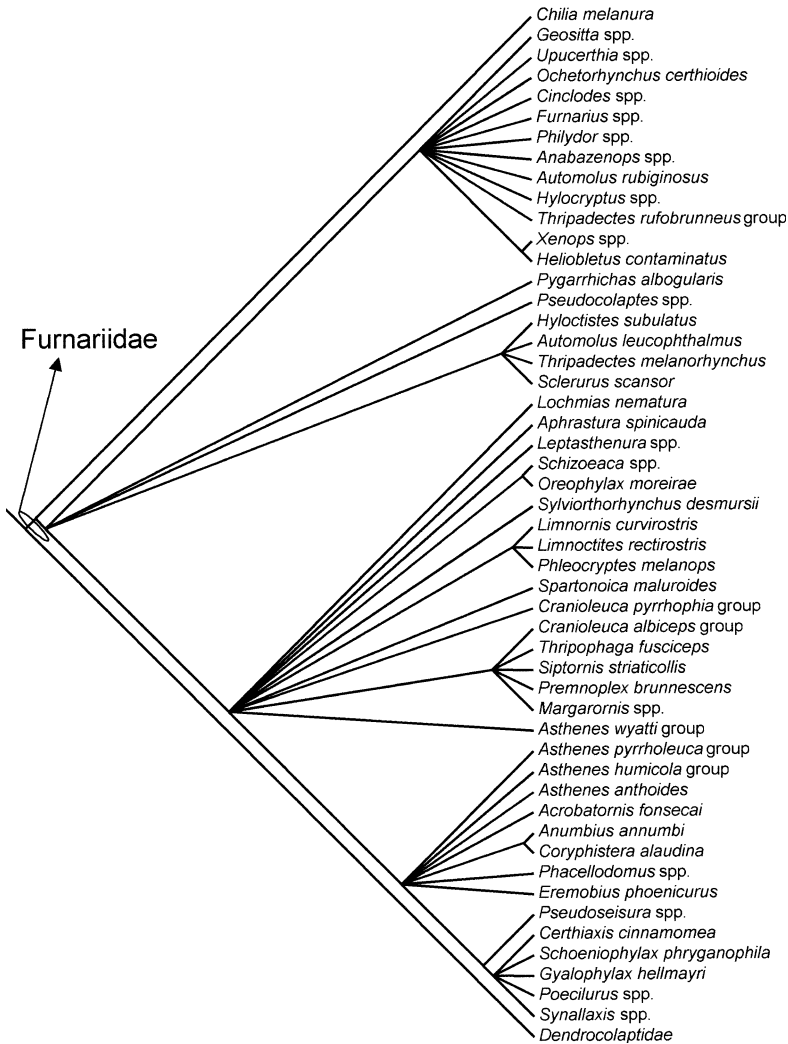 Chilia melanura
Geositta spp.
Upucerthia spp.
Ochetorhynchus certhioides
Cinclodes spp.
Furnarius spp.
Philydor spp.
Anabazenops spp.
Automolus rubiginosus
Hylocryptus spp.
Thripadectes rufobrunneus group
Xenops spp.
Heliobletus contaminatus
Pygarrhichas albogularis
Pseudocolaptes spp.
Hyloctistes subulatus
Furnariidae
Automolus leucophthalmus
Thripadectes melanorhynchus
Sclerurus scansor
Lochmias nematura
Aphrastura spinicauda
Leptasthenura spp.
Schizoeaca spp.
Oreophylax moreirae
Sylviorthorhynchus desmursii
Limnornis curvirostris
Limnoctites rectirostris
Phleocryptes melanops
Spartonoica maluroides
Cranioleuca pyrrhophia group
Cranioleuca albiceps group
Thripophaga fusciceps
Siptornis striaticollis
Premnoplex brunnescens
Margarornis spp.
Asthenes wyatti group
Asthenes pyrrholeuca group
Asthenes humicola group
Asthenes anthoides
Acrobatornis fonsecai
Anumbius annumbi
Coryphistera alaudina
Phacellodomus spp.
Eremobius phoenicurus
Pseudoseisura spp.
Certhiaxis cinnamomea
Schoeniophylax phryganophila
Gyalophylax hellmayri
Poecilurus spp.
Synallaxis spp.
Dendrocolaptidae